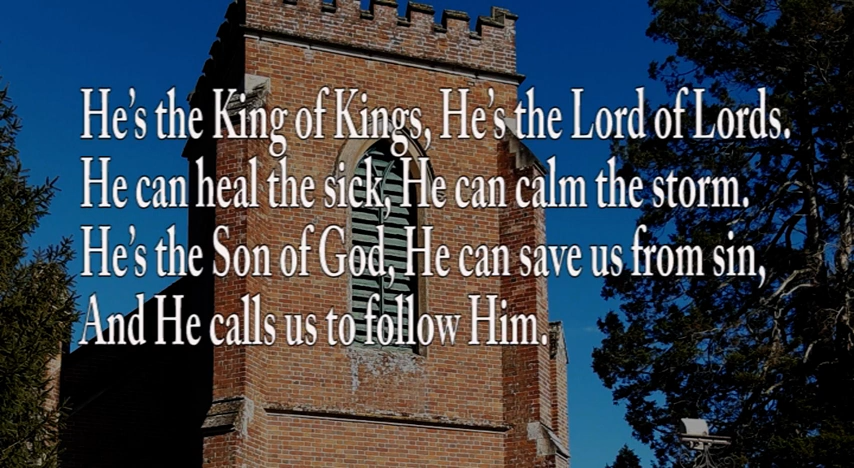 He's the King of Kings, He's the Lord of Lords.
He can heal the sick, He can calm the storm.
He's the Son of God, He can save us from sin,
And He calls us to follow Him.